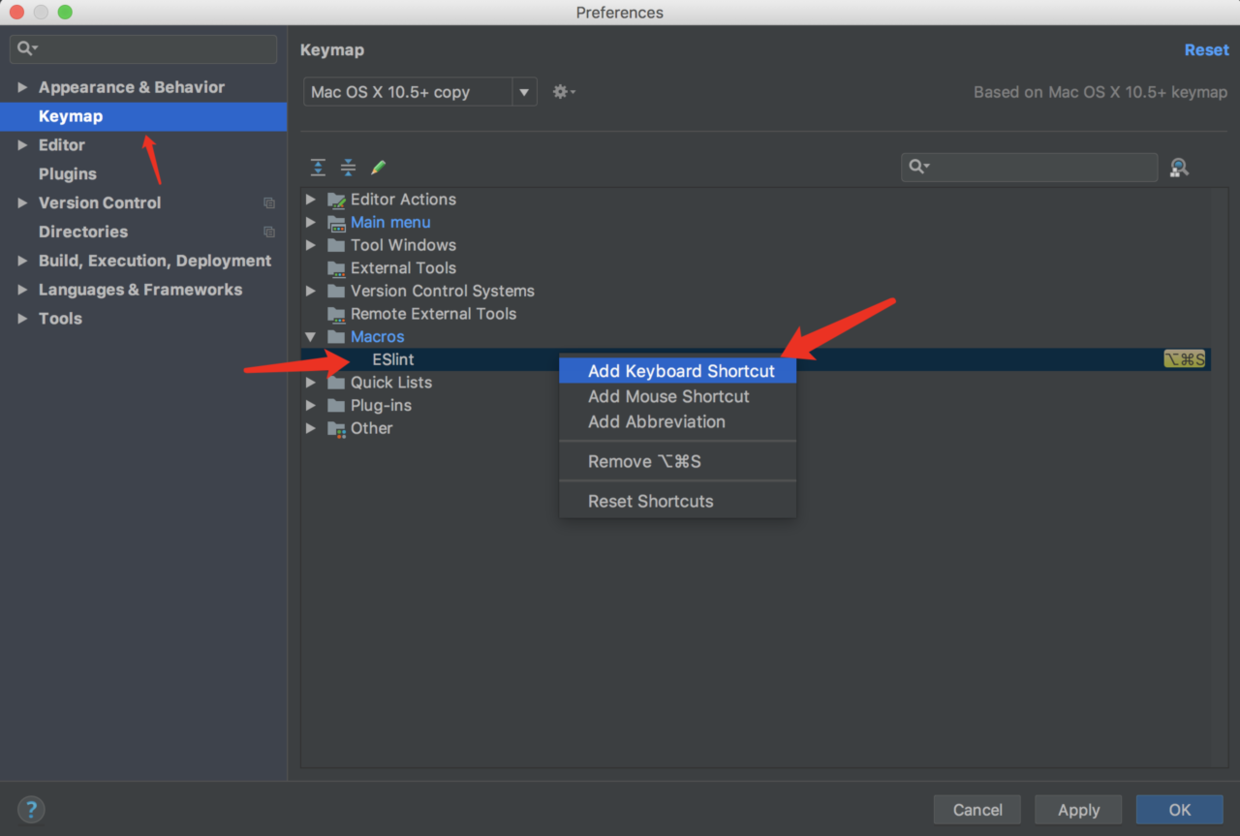 Preferences
Appearance & Behavior
Keymap
Editor
Plugins
Version Control
Directories
Build, Execution, Deployment
Languages & Frameworks
Tools
Keymap
Reset
Mac OS X 10.5+ copy
Based on Mac OS X 10.5+ keymap
Editor Actions
Main menu
Tool Windows
External Tools
Version Control Systems
Remote External Tools
Macros
ESlint
⌥⌘S
Quick Lists
Plug-ins
Other
Add Keyboard Shortcut
Add Mouse Shortcut
Add Abbreviation
Remove ⌥⌘S
Reset Shortcuts
?
Cancel
Apply
OK